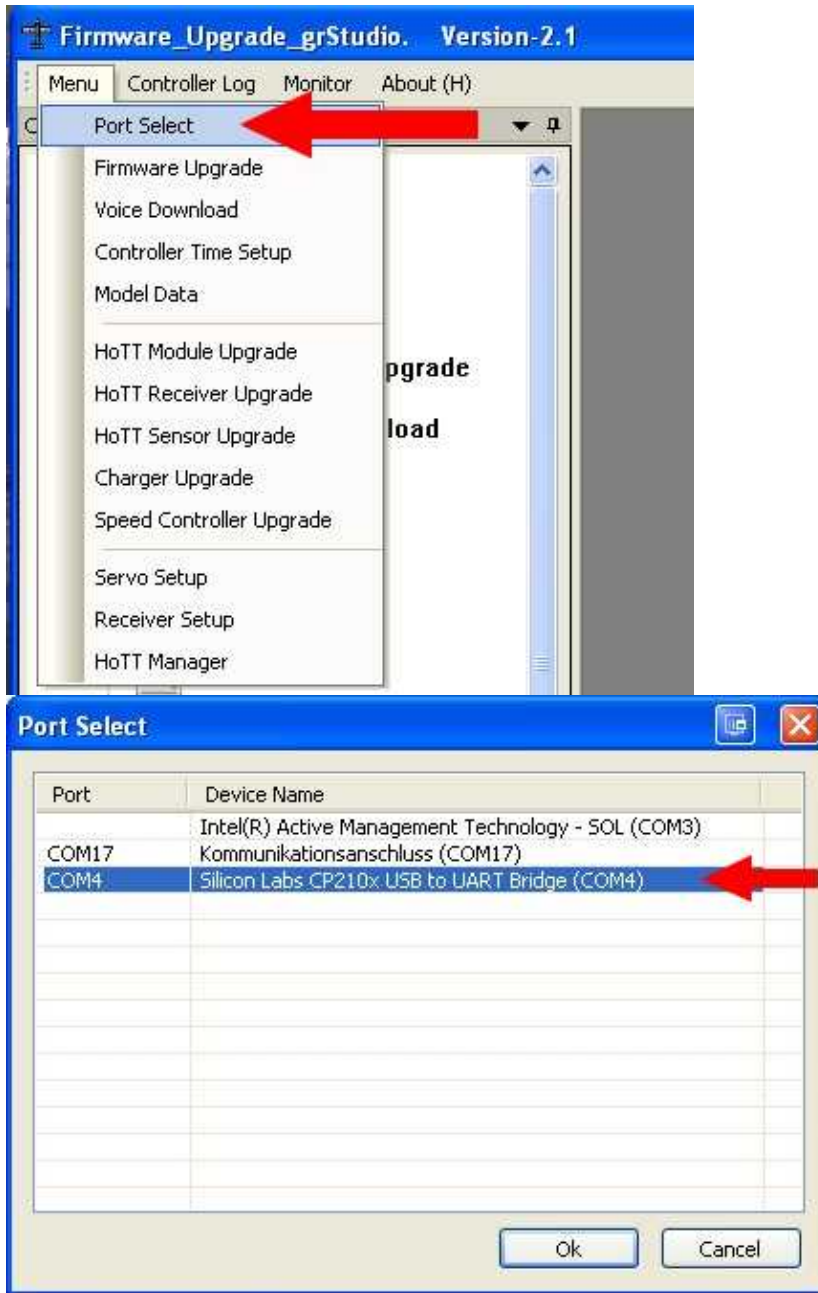 Firmware_Upgrade_grStudio. Version-2.1
Menu Controller Log Monitor About (H)
Port Select
Firmware Upgrade
Voice Download
Controller Time Setup
Model Data
HoTT Module Upgrade
pgrade
HoTT Receiver Upgrade
HoTT Sensor Upgrade
load
Charger Upgrade
Speed Controller Upgrade
Servo Setup
Receiver Setup
HoTT Manager
Port Select
Port Device Name
Intel(R) Active Management Technology - SOL (COM3)
COM17 Kommunikationsanschluss (COM17)
COM4 Silicon Labs CP210x USB to UART Bridge (COM4)
Ok Cancel